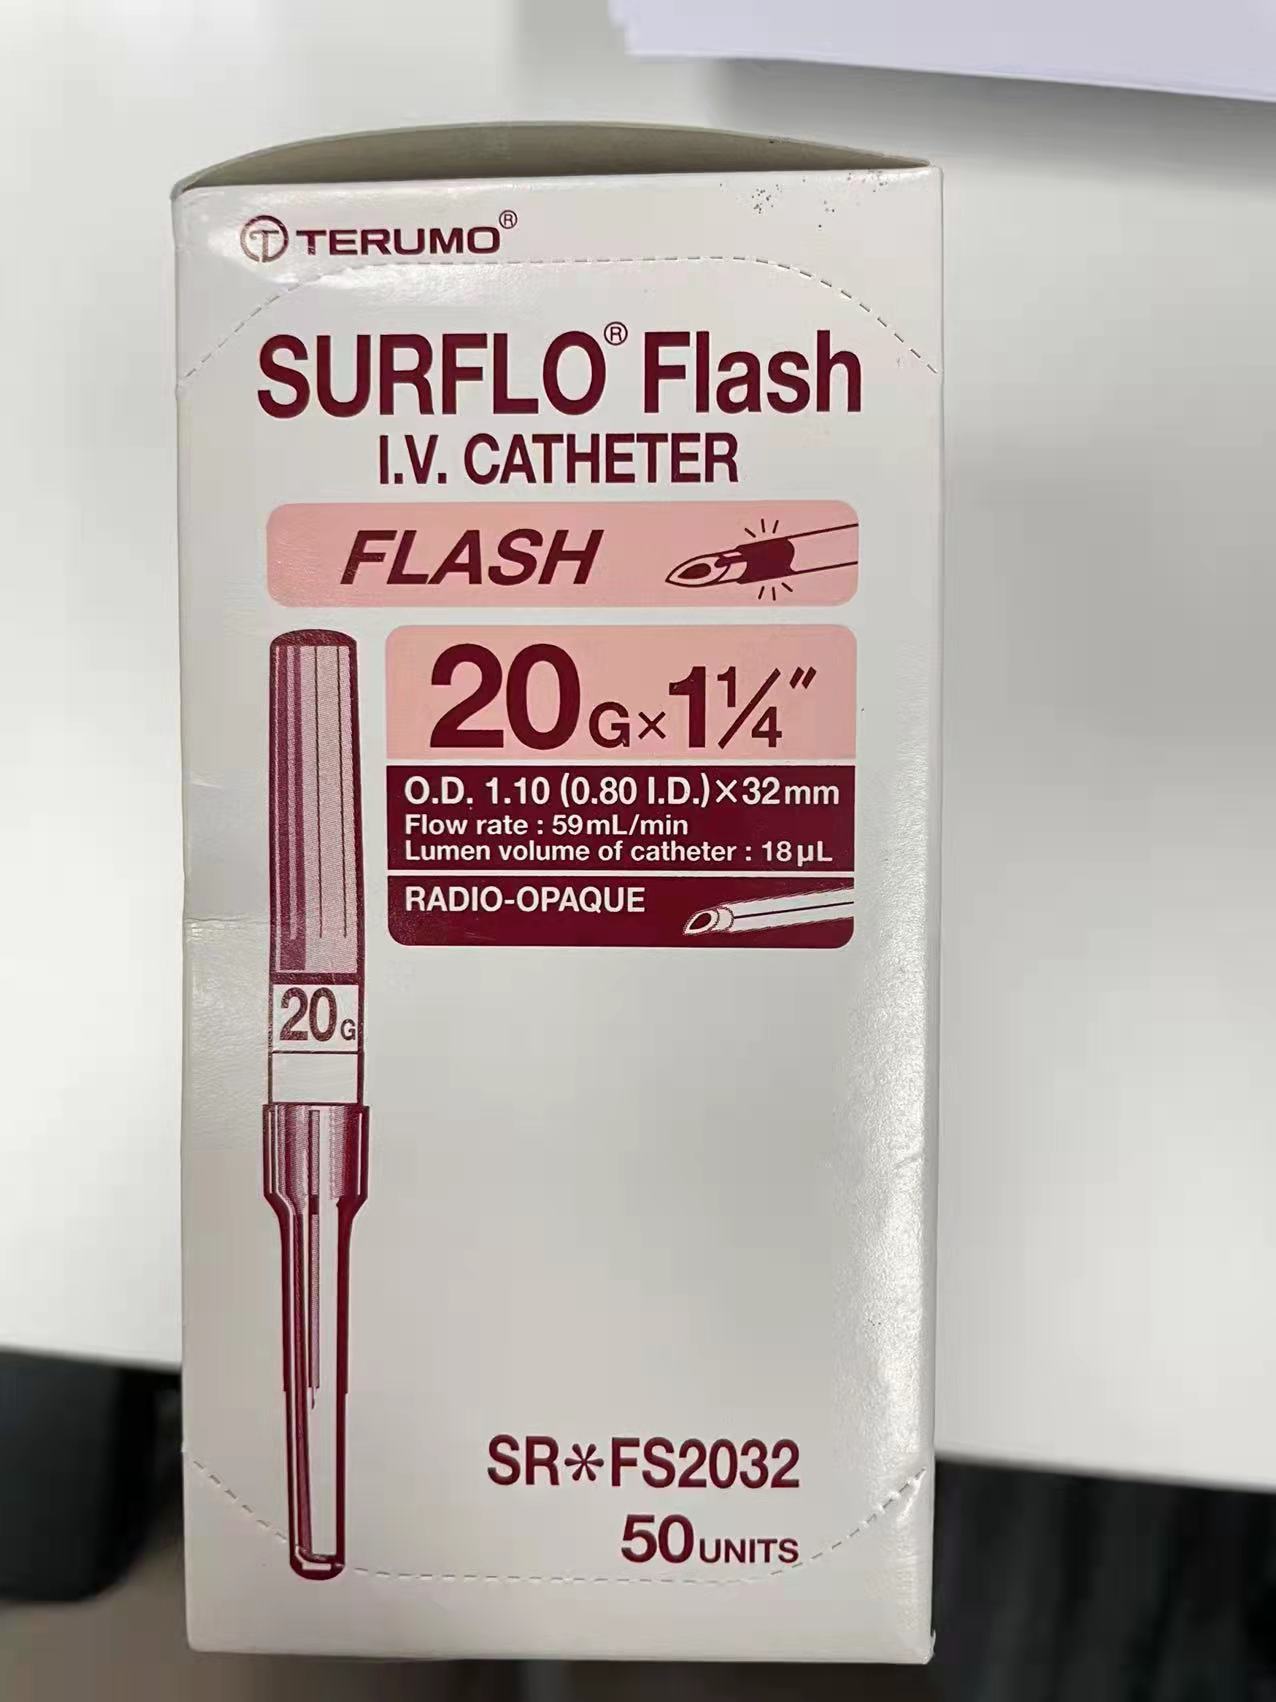 TERUMO®
SURFLO® Flash
I.V. CATHETER
FLASH
20G×1¼″
O.D. 1.10 (0.80 I.D.)×32mm
Flow rate : 59mL/min
Lumen volume of catheter : 18µL
RADIO-OPAQUE
20G
SR*FS2032
50UNITS